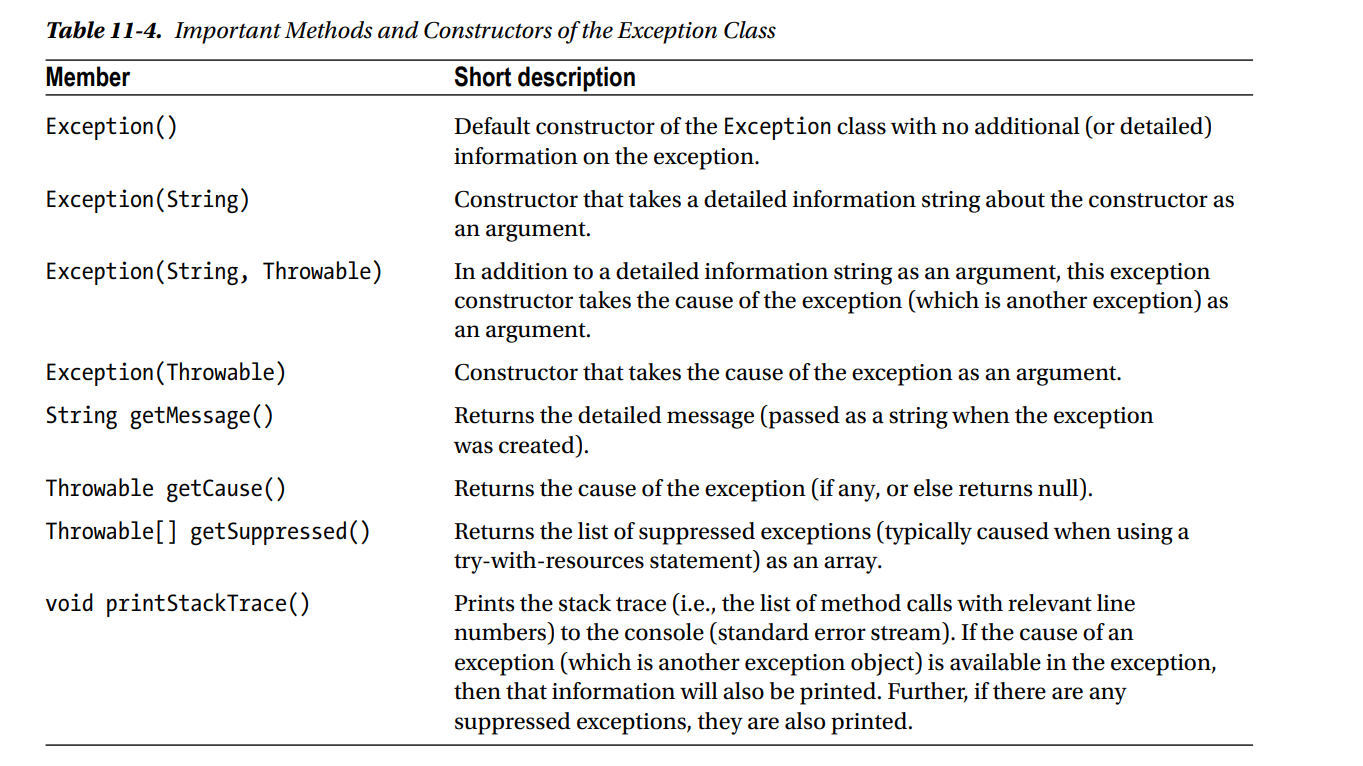 Table 11-4. Important Methods and Constructors of the Exception Class
Member Short description
Exception() Default constructor of the Exception class with no additional (or detailed)
information on the exception.
Exception(String) Constructor that takes a detailed information string about the constructor as
an argument.
Exception(String, Throwable) In addition to a detailed information string as an argument, this exception
constructor takes the cause of the exception (which is another exception) as
an argument.
Exception(Throwable) Constructor that takes the cause of the exception as an argument.
String getMessage() Returns the detailed message (passed as a string when the exception
was created).
Throwable getCause() Returns the cause of the exception (if any, or else returns null).
Throwable[] getSuppressed() Returns the list of suppressed exceptions (typically caused when using a
try-with-resources statement) as an array.
void printStackTrace() Prints the stack trace (i.e., the list of method calls with relevant line
numbers) to the console (standard error stream). If the cause of an
exception (which is another exception object) is available in the exception,
then that information will also be printed. Further, if there are any
suppressed exceptions, they are also printed.